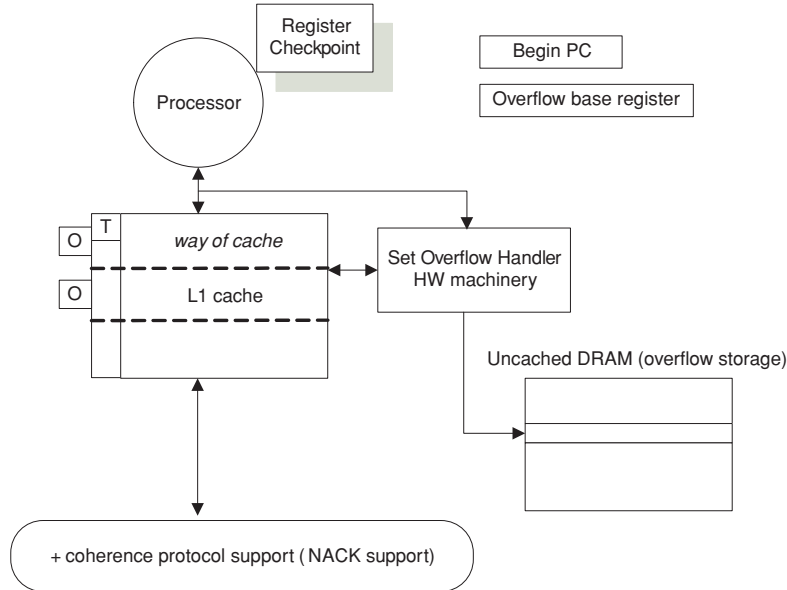 Register
Checkpoint
Begin PC
Processor
Overflow base register
T
O
way of cache
Set Overflow Handler
HW machinery
O
L1 cache
Uncached DRAM (overflow storage)
+ coherence protocol support ( NACK support)